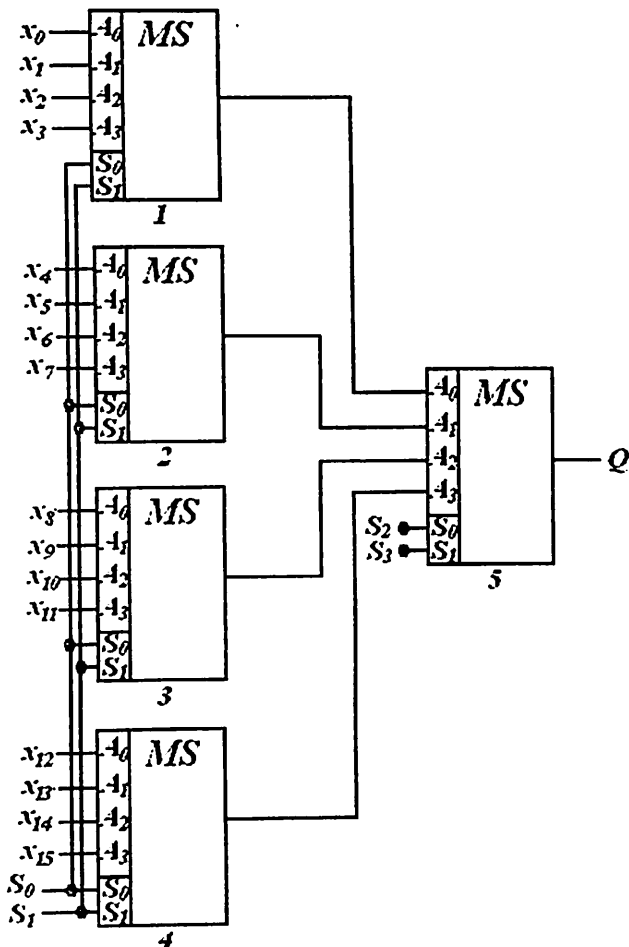 x₀ A₀ MS
x₁ A₁
x₂ A₂
x₃ A₃
S₀
S₁
1
x₄ A₀ MS
x₅ A₁
x₆ A₂
x₇ A₃
S₀
S₁
2
x₈ A₀ MS
x₉ A₁
x₁₀ A₂
x₁₁ A₃
S₀
S₁
3
x₁₂ A₀ MS
x₁₃ A₁
x₁₄ A₂
x₁₅ A₃
S₀ S₀
S₁ S₁
4
A₀ MS
A₁
A₂ Q
A₃
S₂ S₀
S₃ S₁
5